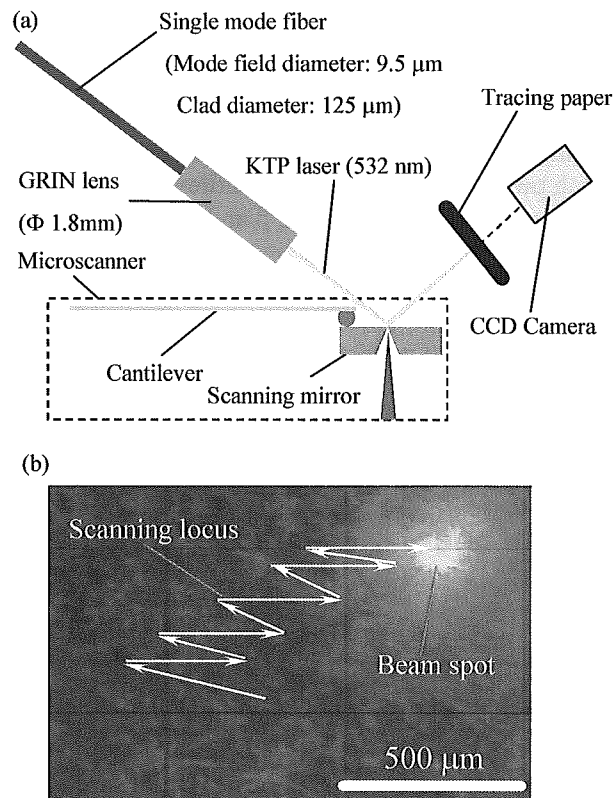 (a)
Single mode fiber
(Mode field diameter: 9.5 μm
Clad diameter: 125 μm)
Tracing paper
KTP laser (532 nm)
GRIN lens
(Φ 1.8mm)
Microscanner
CCD Camera
Cantilever
Scanning mirror
(b)
Scanning locus
Beam spot
500 μm